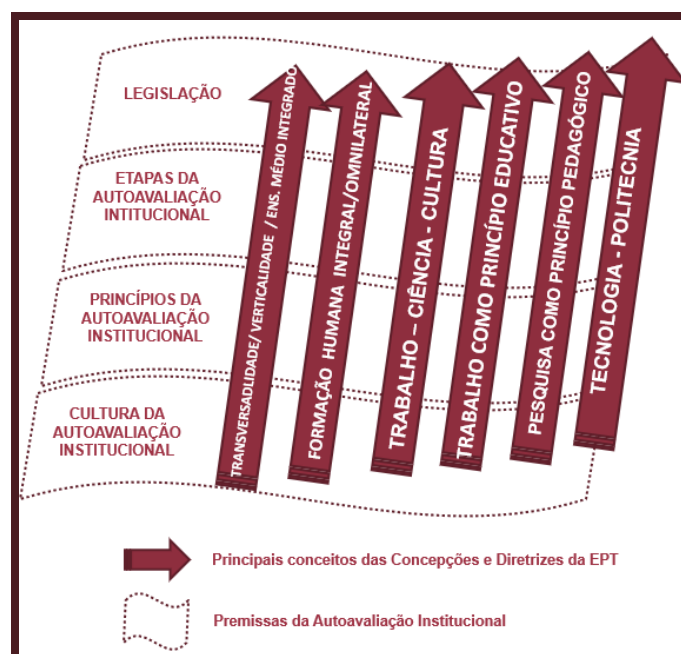 LEGISLAÇÃO
ETAPAS DA
AUTOAVALIAÇÃO
INTITUCIONAL
PRINCÍPIOS DA
AUTOAVALIAÇÃO
INSTITUCIONAL
CULTURA DA
AUTOAVALIAÇÃO
INSTITUCIONAL
TRANSVERSADLIDADE/ VERTICALIDADE / ENS. MÉDIO INTEGRADO
FORMAÇÃO HUMANA INTEGRAL/OMNILATERAL
TRABALHO – CIÊNCIA - CULTURA
TRABALHO COMO PRINCÍPIO EDUCATIVO
PESQUISA COMO PRINCÍPIO PEDAGÓGICO
TECNOLOGIA - POLITECNIA
Principais conceitos das Concepções e Diretrizes da EPT
Premissas da Autoavaliação Institucional